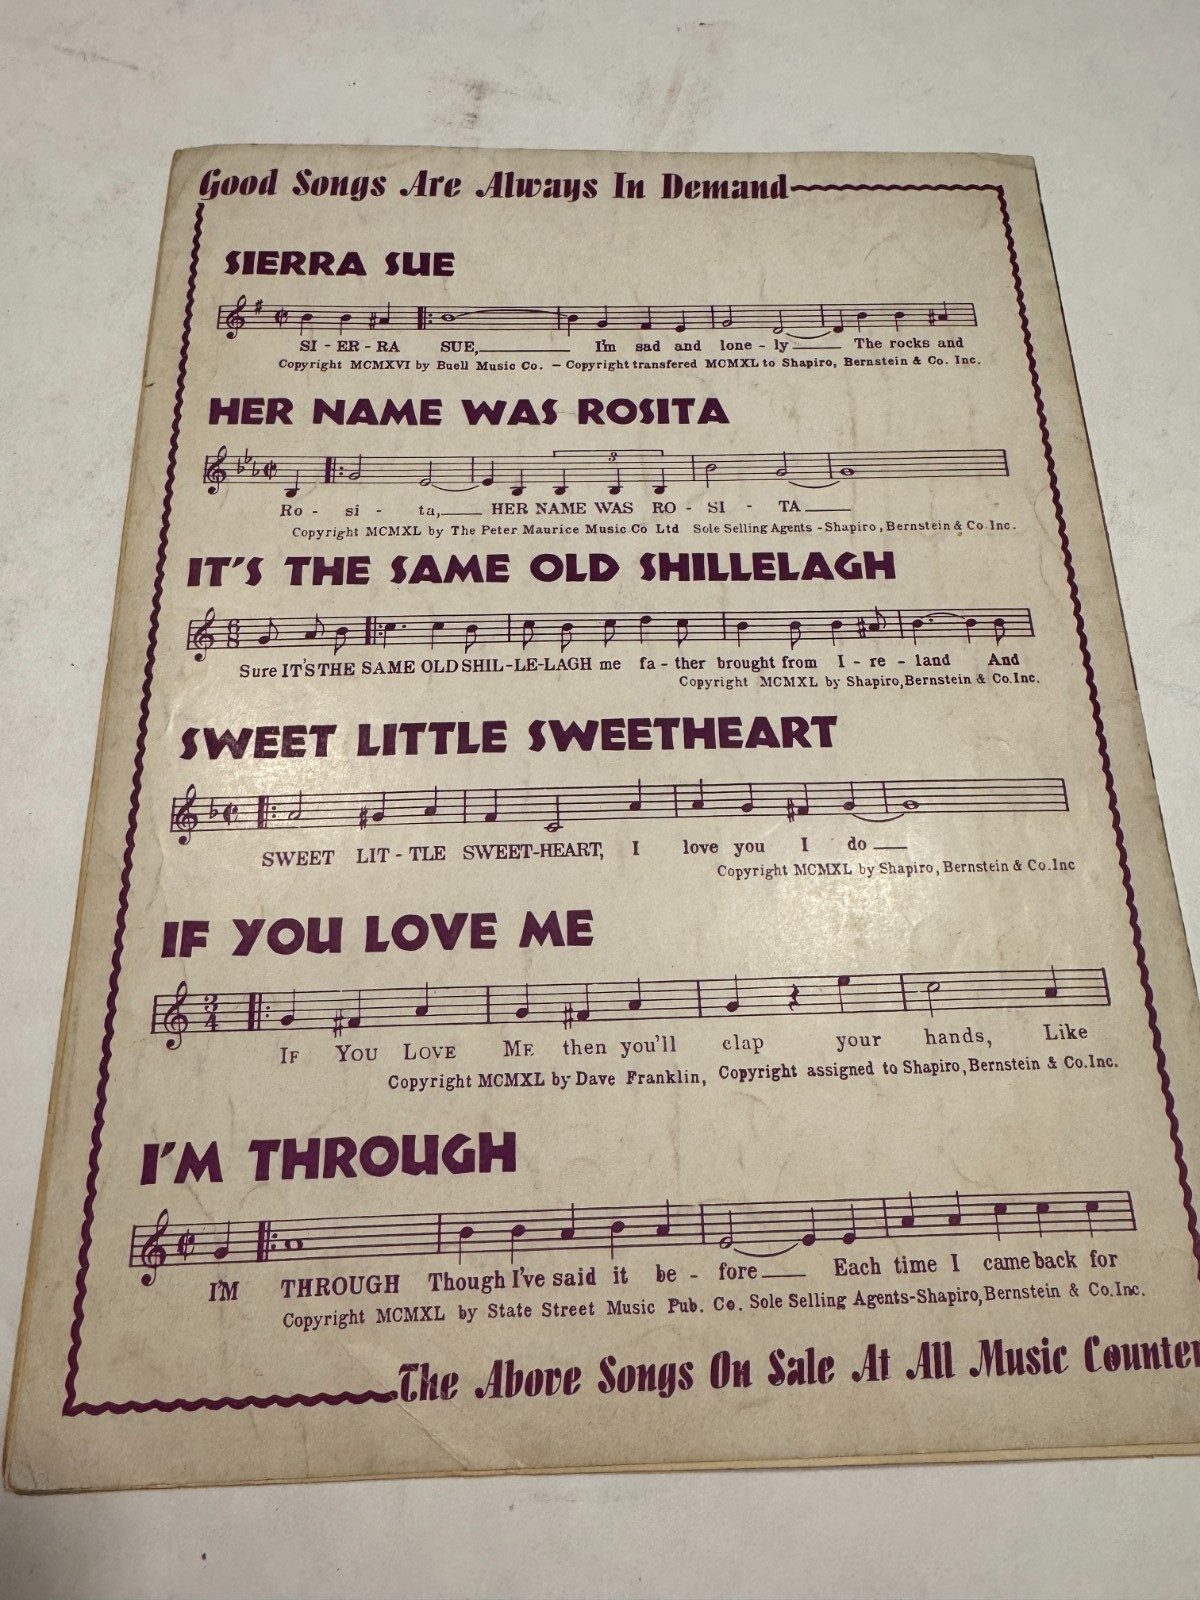 Good Songs Are Always In Demand
SIERRA SUE
SI - ER - RA SUE, I'm sad and lone - ly The rocks and
Copyright MCMXVI by Buell Music Co. - Copyright transfered MCMXL to Shapiro, Bernstein & Co. Inc.
HER NAME WAS ROSITA
3
Ro - si - ta, HER NAME WAS RO - SI - TA
Copyright MCMXL by The Peter Maurice Music Co Ltd Sole Selling Agents - Shapiro, Bernstein & Co. Inc.
IT'S THE SAME OLD SHILLELAGH
6
8
Sure IT'S THE SAME OLD SHIL-LE-LAGH me fa - ther brought from I - re - land And
Copyright MCMXL by Shapiro, Bernstein & Co. Inc.
SWEET LITTLE SWEETHEART
SWEET LIT - TLE SWEET-HEART, I love you I do
Copyright MCMXL by Shapiro, Bernstein & Co. Inc
IF YOU LOVE ME
3
4
IF YOU LOVE ME then you'll clap your hands, Like
Copyright MCMXL by Dave Franklin, Copyright assigned to Shapiro, Bernstein & Co. Inc.
I'M THROUGH
I'M THROUGH Though I've said it be - fore Each time I came back for
Copyright MCMXL by State Street Music Pub. Co. Sole Selling Agents-Shapiro, Bernstein & Co. Inc.
The Above Songs On Sale At All Music Counter